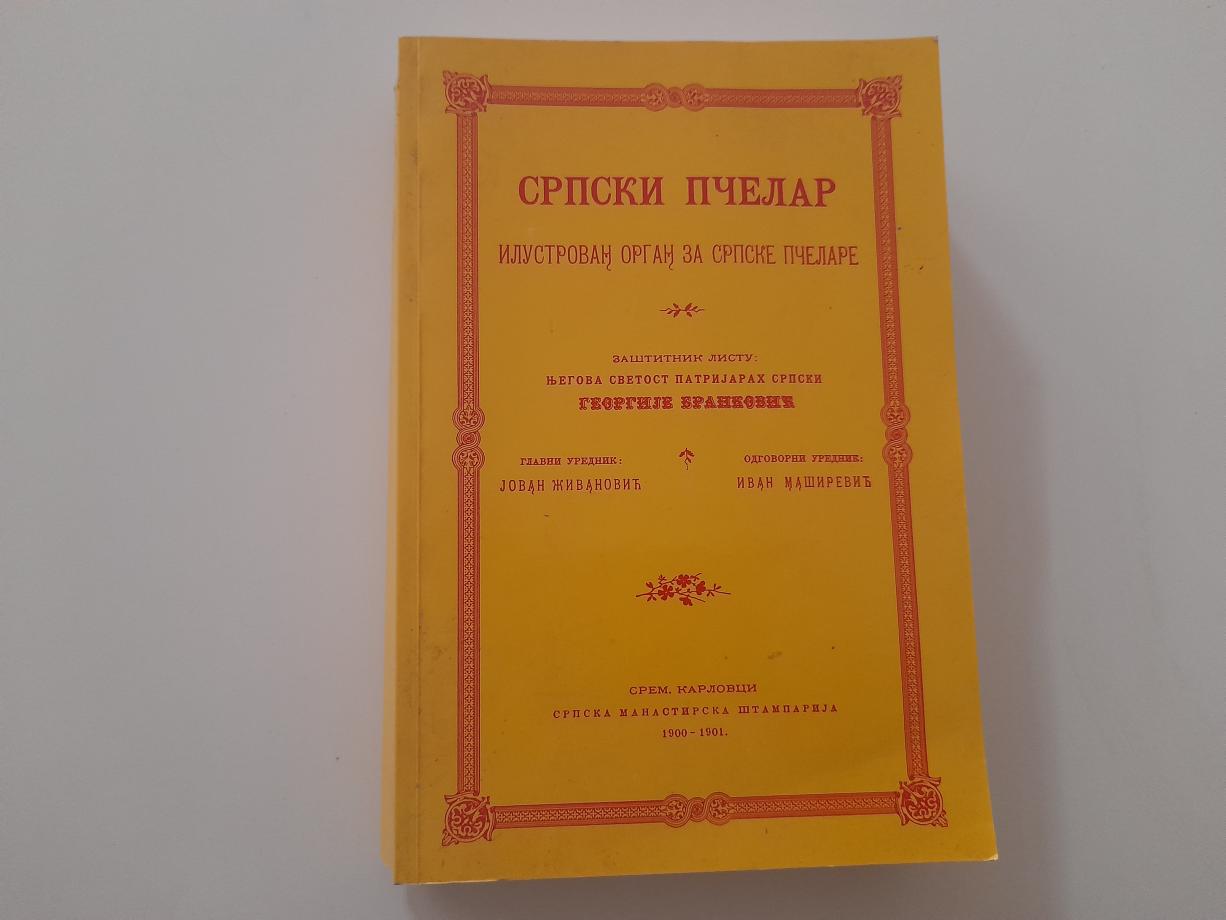 СРПСКИ ПЧЕЛАР
ИЛУСТРОВАН ОРГАН ЗА СРПСКЕ ПЧЕЛАРЕ
ЗАШТИТНИК ЛИСТУ:
ЊЕГОВА СВЕТОСТ ПАТРИЈАРАХ СРПСКИ
ГЕОРГИЈЕ БРАНКОВИЋ
ГЛАВНИ УРЕДНИК:
ЈОВАН ЖИВАНОВИЋ
ОДГОВОРНИ УРЕДНИК:
ИВАН МАШИРЕВИЋ
СРЕМ. КАРЛОВЦИ
СРПСКА МАНАСТИРСКА ШТАМПАРИЈА
1900-1901.